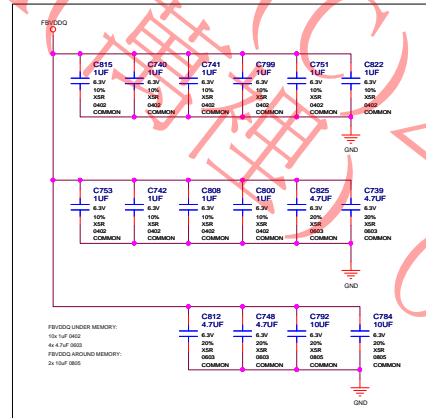 FBVDDQ
C815 C740 C741 C799 C751 C822
1UF 1UF 1UF 1UF 1UF 1UF
6.3V 6.3V 6.3V 6.3V 6.3V 6.3V
10% 10% 10% 10% 10% 10%
X5R X5R X5R X5R X5R X5R
0402 0402 0402 0402 0402 0402
COMMON COMMON COMMON COMMON COMMON COMMON
GND
C753 C742 C808 C800 C825 C739
1UF 1UF 1UF 1UF 4.7UF 4.7UF
6.3V 6.3V 6.3V 6.3V 6.3V 6.3V
10% 10% 10% 10% 20% 20%
X5R X5R X5R X5R X5R X5R
0402 0402 0402 0402 0603 0603
COMMON COMMON COMMON COMMON COMMON COMMON
GND
C812 C748 C792 C784
4.7UF 4.7UF 10UF 10UF
6.3V 6.3V 6.3V 6.3V
20% 20% 20% 20%
X5R X5R X5R X5R
0603 0603 0805 0805
COMMON COMMON COMMON COMMON
GND
FBVDDQ UNDER MEMORY:
10x 1uF 0402
4x 4.7uF 0603
FBVDDQ AROUND MEMORY:
2x 10uF 0805